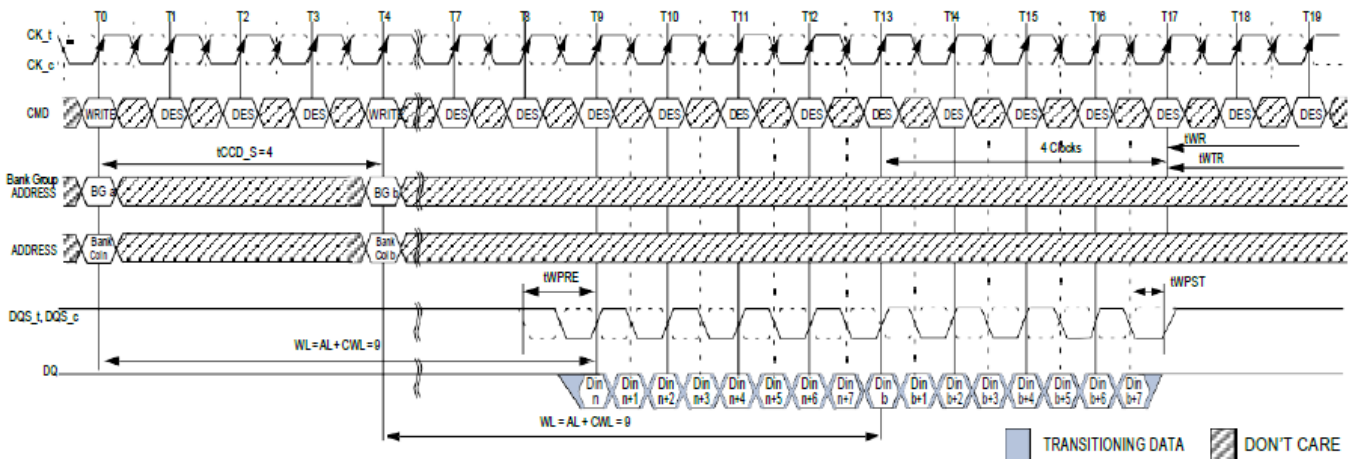 T0 T1 T2 T3 T4 T7 T8 T9 T10 T11 T12 T13 T14 T15 T16 T17 T18 T19
CK_t
CK_c
CMD WRITE DES DES DES WRITE DES DES DES DES DES DES DES DES DES DES DES DES DES
tWR
tCCD_S = 4
4 Clocks
tWTR
Bank Group
ADDRESS
BG a
BG b
ADDRESS
Bank
Col n
Bank
Col b
tWPRE
tWPST
DQS_t, DQS_c
WL = AL + CWL = 9
DQ
Din Din Din Din Din Din Din Din Din Din Din Din Din Din Din Din
n n+1 n+2 n+3 n+4 n+5 n+6 n+7 b b+1 b+2 b+3 b+4 b+5 b+6 b+7
WL = AL + CWL = 9
TRANSITIONING DATA
DON'T CARE